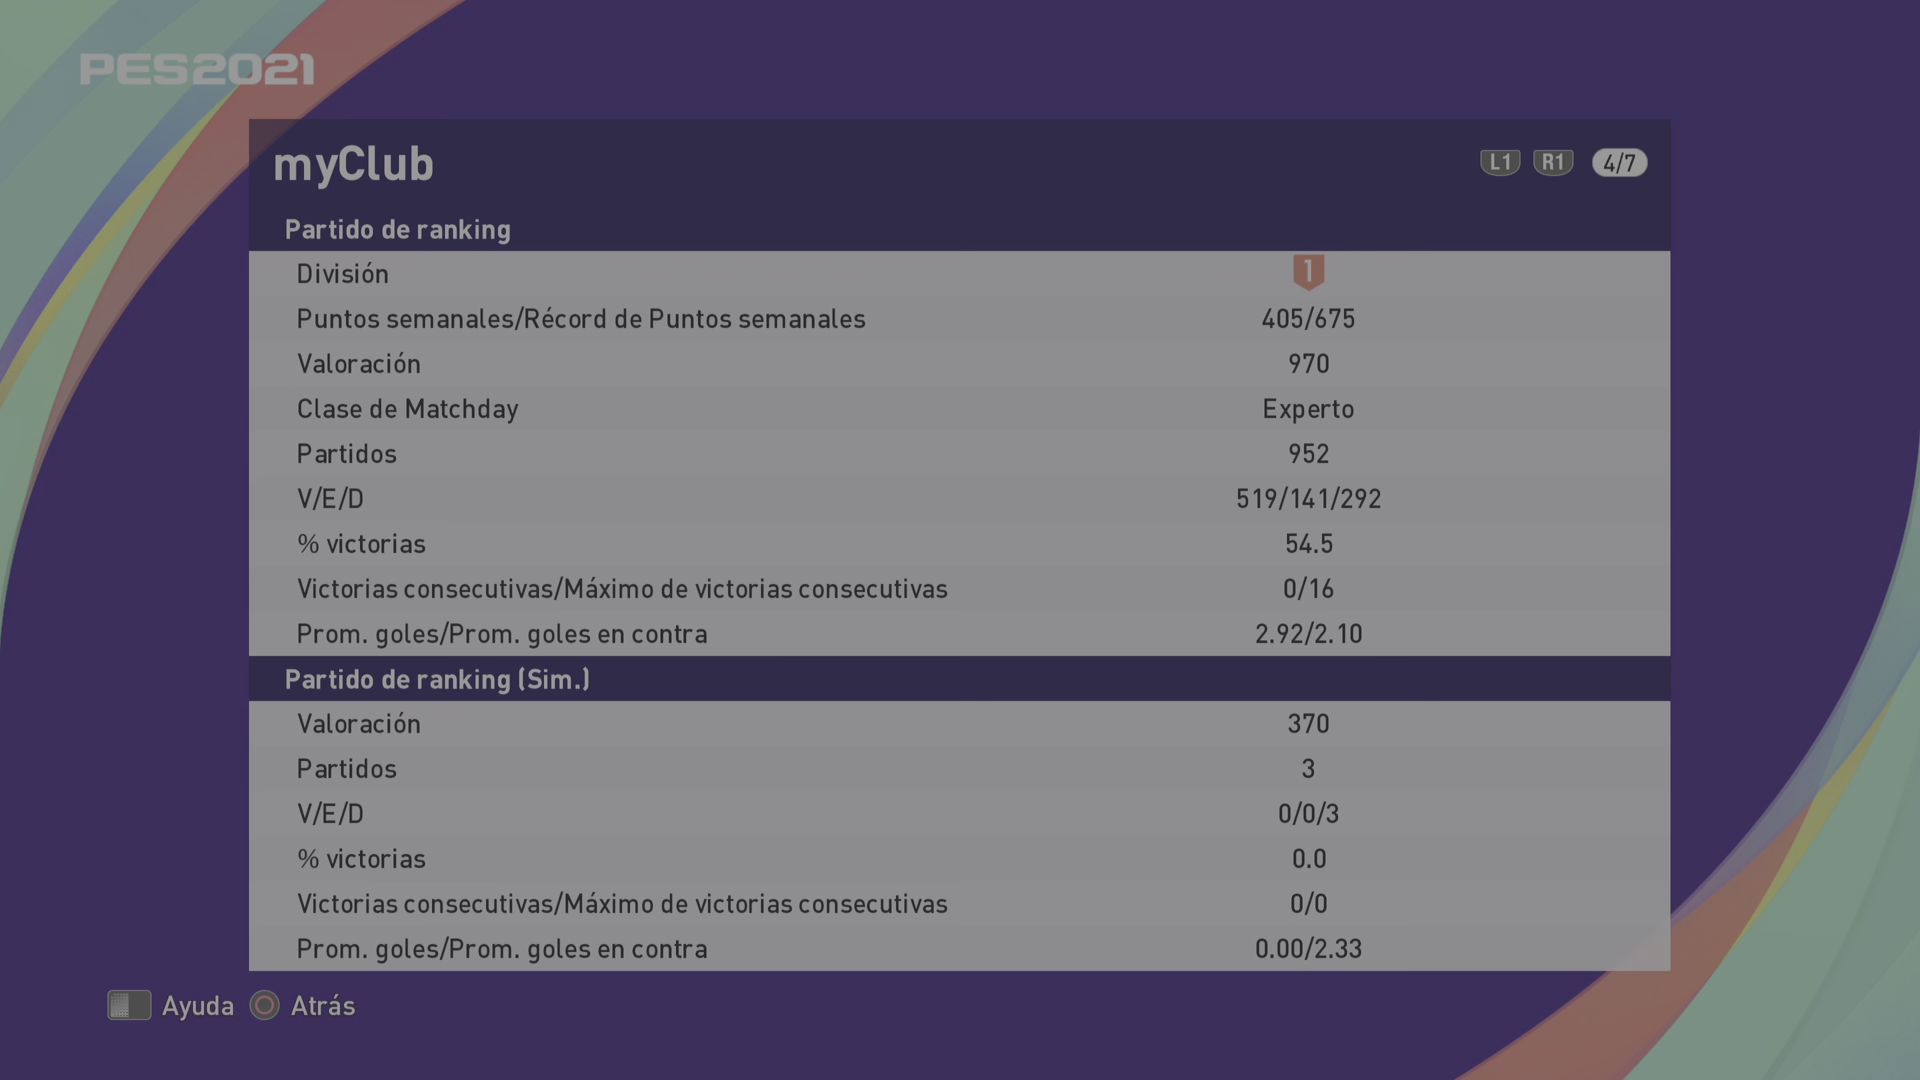 PES2021
myClub L1 R1 4/7
Partido de ranking
División 1
Puntos semanales/Récord de Puntos semanales 405/675
Valoración 970
Clase de Matchday Experto
Partidos 952
V/E/D 519/141/292
% victorias 54.5
Victorias consecutivas/Máximo de victorias consecutivas 0/16
Prom. goles/Prom. goles en contra 2.92/2.10
Partido de ranking (Sim.)
Valoración 370
Partidos 3
V/E/D 0/0/3
% victorias 0.0
Victorias consecutivas/Máximo de victorias consecutivas 0/0
Prom. goles/Prom. goles en contra 0.00/2.33
Ayuda Atrás